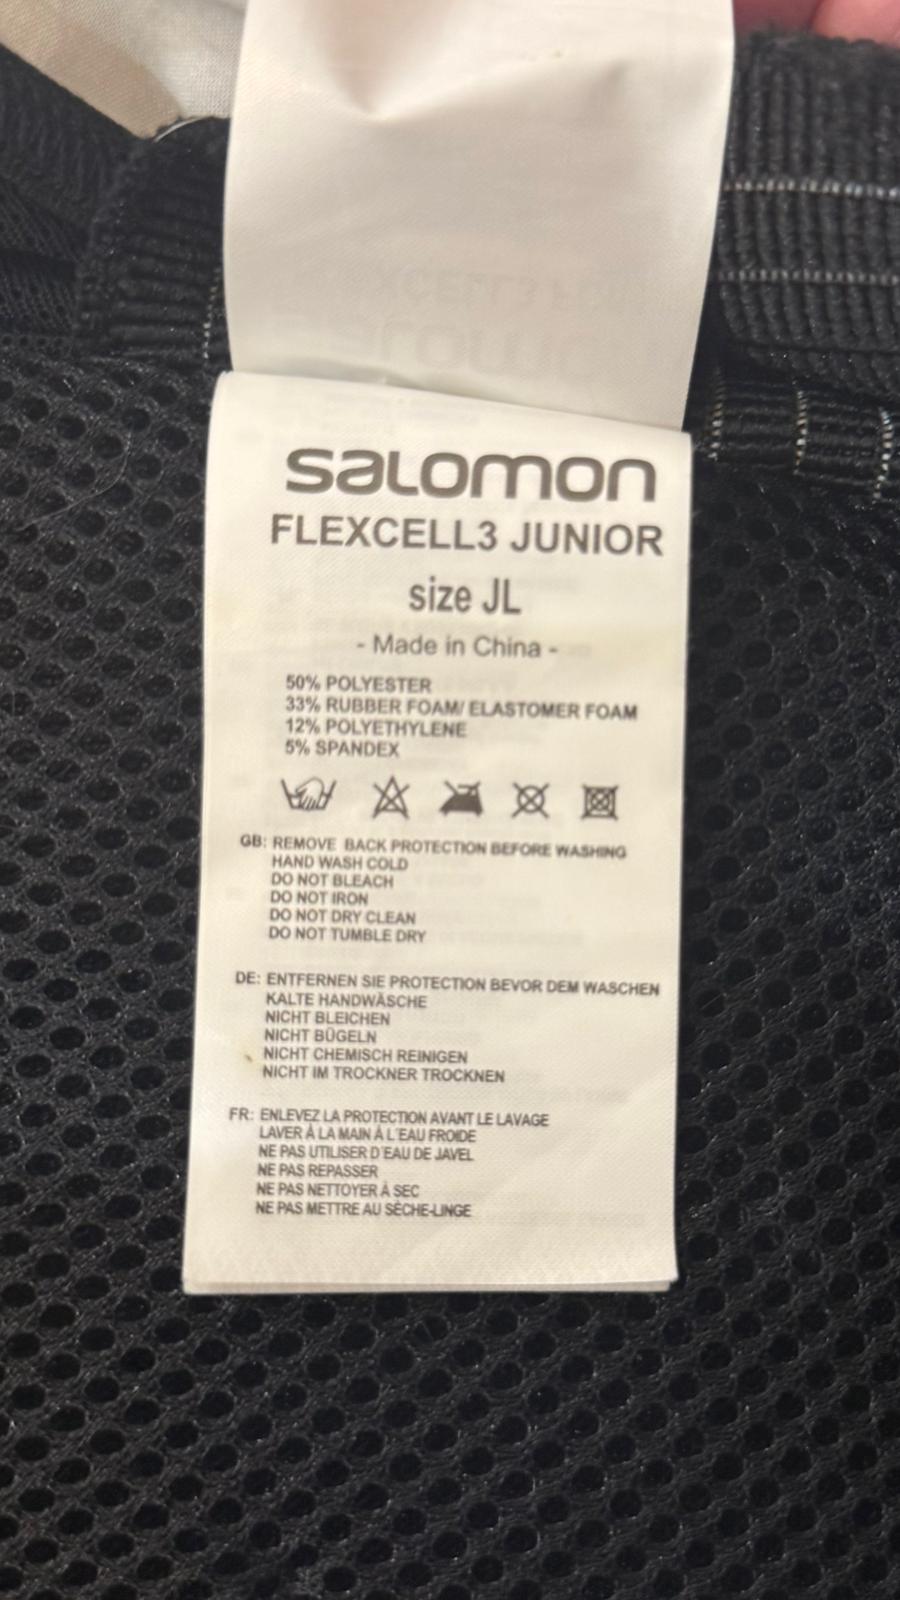 salomon
FLEXCELL3 JUNIOR
size JL
- Made in China -
50% POLYESTER
33% RUBBER FOAM/ ELASTOMER FOAM
12% POLYETHYLENE
5% SPANDEX
GB: REMOVE BACK PROTECTION BEFORE WASHING
HAND WASH COLD
DO NOT BLEACH
DO NOT IRON
DO NOT DRY CLEAN
DO NOT TUMBLE DRY
DE: ENTFERNEN SIE PROTECTION BEVOR DEM WASCHEN
KALTE HANDWÄSCHE
NICHT BLEICHEN
NICHT BÜGELN
NICHT CHEMISCH REINIGEN
NICHT IM TROCKNER TROCKNEN
FR: ENLEVEZ LA PROTECTION AVANT LE LAVAGE
LAVER À LA MAIN À L'EAU FROIDE
NE PAS UTILISER D'EAU DE JAVEL
NE PAS REPASSER
NE PAS NETTOYER À SEC
NE PAS METTRE AU SÈCHE-LINGE